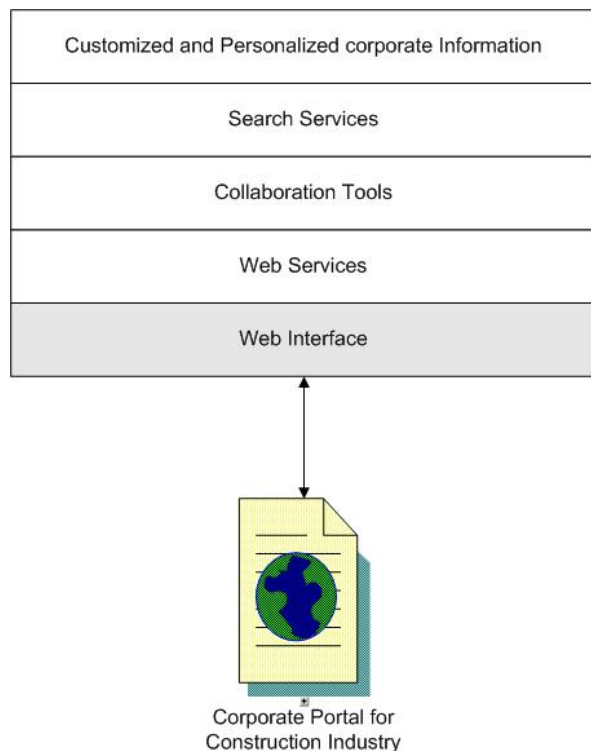 Customized and Personalized corporate Information
Search Services
Collaboration Tools
Web Services
Web Interface
Corporate Portal for
Construction Industry